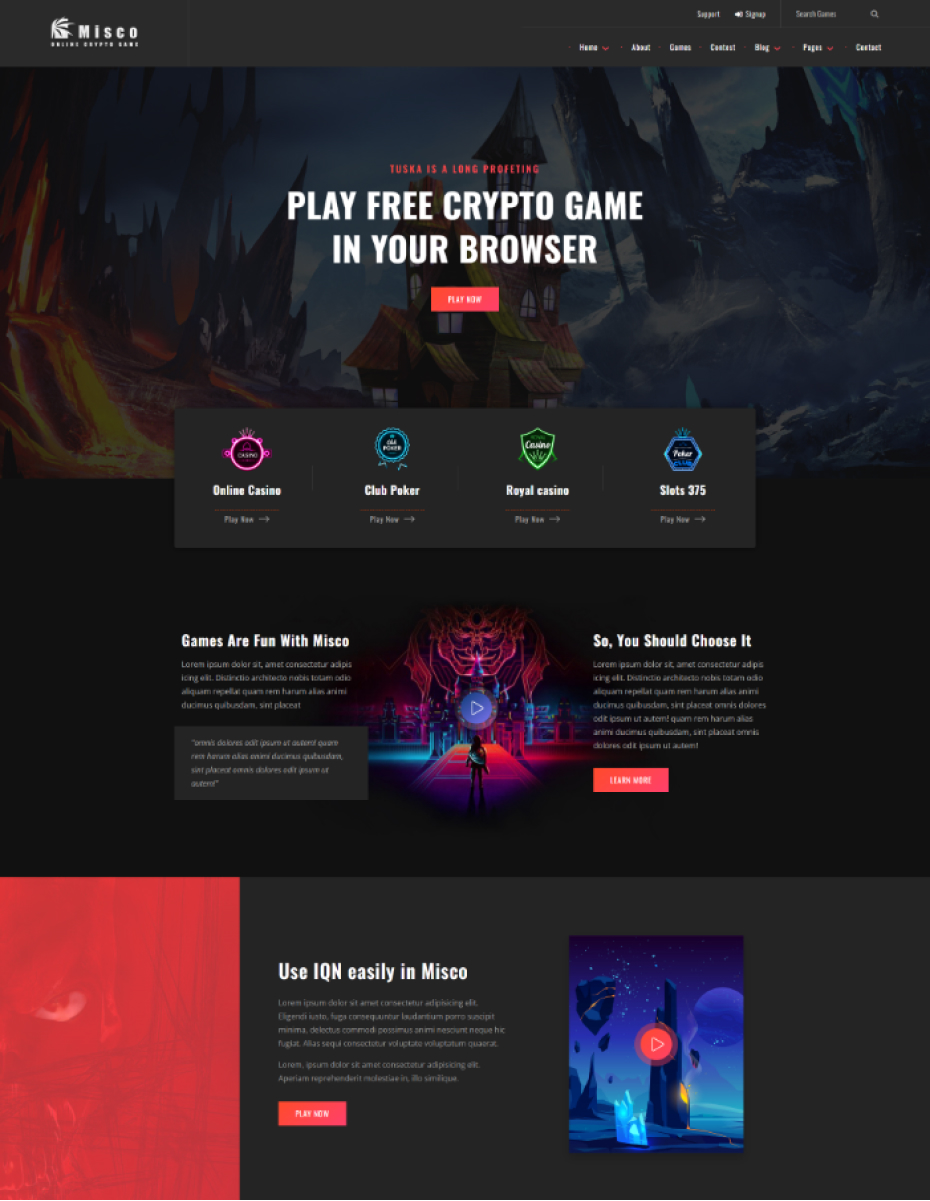 Misco
ONLINE CRYPTO GAME
Support
Signup
Search Games
Home
About
Games
Contast
Blog
Pages
Contact
TUSKA IS A LONG PROFETING
PLAY FREE CRYPTO GAME
IN YOUR BROWSER
PLAY NOW
CASINO
POKER
Casino
Poker
CLUB
Online Casino
Club Poker
Royal casino
Slots 375
Play Now
Play Now
Play Now
Play Now
Games Are Fun With Misco
Lorem ipsum dolor sit, amet consectetur adipis
icing elit. Distinctio architecto nobis totam odio
aliquam repellat quam rem harum alias animi
ducimus quibusdam, sint placeat
"omnis dolores odit ipsum ut autem! quam
rem harum alias animi ducimus quibusdam,
sint placeat omnis dolores odit ipsum ut
autem!"
So, You Should Choose It
Lorem ipsum dolor sit, amet consectetur adipis
icing elit. Distinctio architecto nobis totam odio
aliquam repellat quam rem harum alias animi
ducimus quibusdam, sint placeat omnis dolores
odit ipsum ut autem! quam rem harum alias
animi ducimus quibusdam, sint placeat omnis
dolores odit ipsum ut autem!
LEARN MORE
Use IQN easily in Misco
Lorem ipsum dolor sit amet consectetur adipisicing elit.
Eligendi iusto, fuga consequuntur laudantium porro suscipit
minima, delectus commodi possimus animi nesciunt neque hic
fugiat. Alias sequi consectetur voluptate voluptatum quaerat.
Lorem, ipsum dolor sit amet consectetur adipisicing elit.
Aperiam reprehenderit molestiae in, illo similique.
PLAY NOW